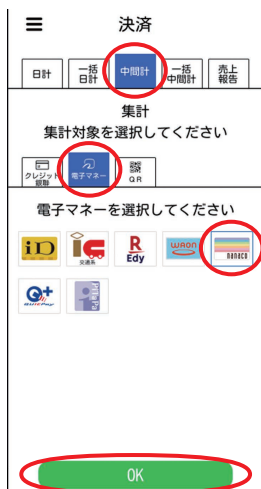 決済
日計
一括
日計
中間計
一括
中間計
売上
報告
集計
集計対象を選択してください
クレジット
銀聯
電子マネー
QR
電子マネーを選択してください
iD
交通系
R
Edy
WAON
nanaco
Q+
QUICPay
PiTaPa
OK